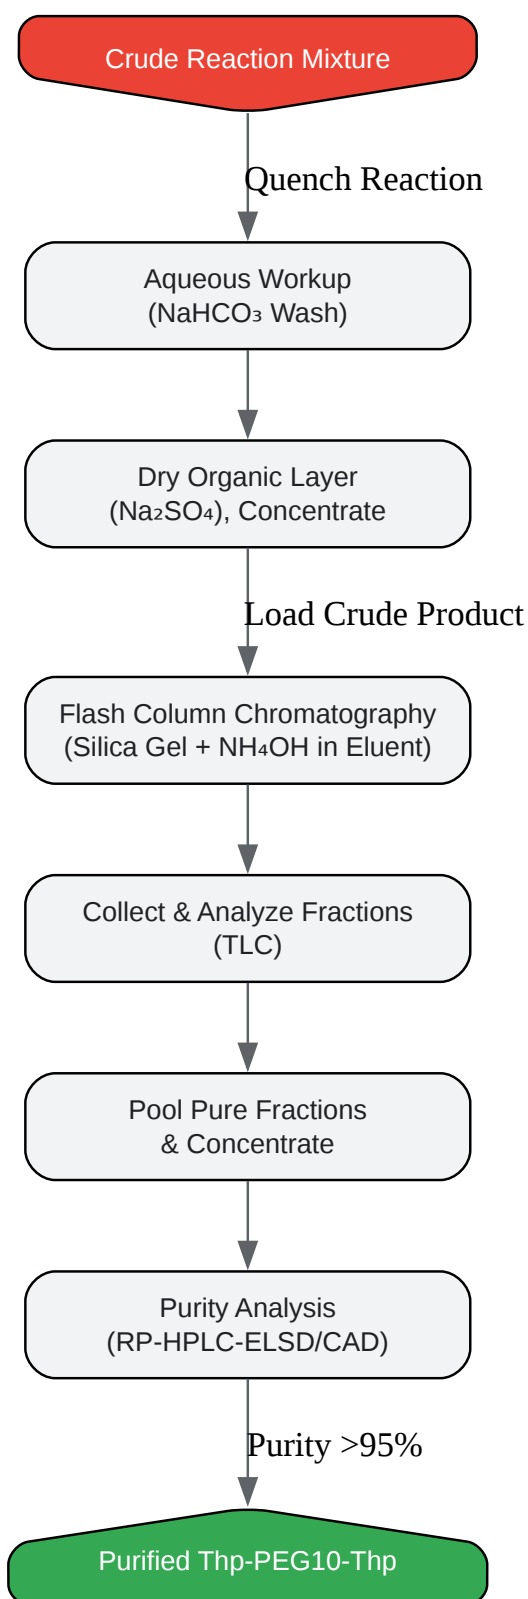 Crude Reaction Mixture
Quench Reaction
Aqueous Workup
(NaHCO₃ Wash)
Dry Organic Layer
(Na₂SO₄), Concentrate
Load Crude Product
Flash Column Chromatography
(Silica Gel + NH₄OH in Eluent)
Collect & Analyze Fractions
(TLC)
Pool Pure Fractions
& Concentrate
Purity Analysis
(RP-HPLC-ELSD/CAD)
Purity >95%
Purified Thp-PEG10-Thp